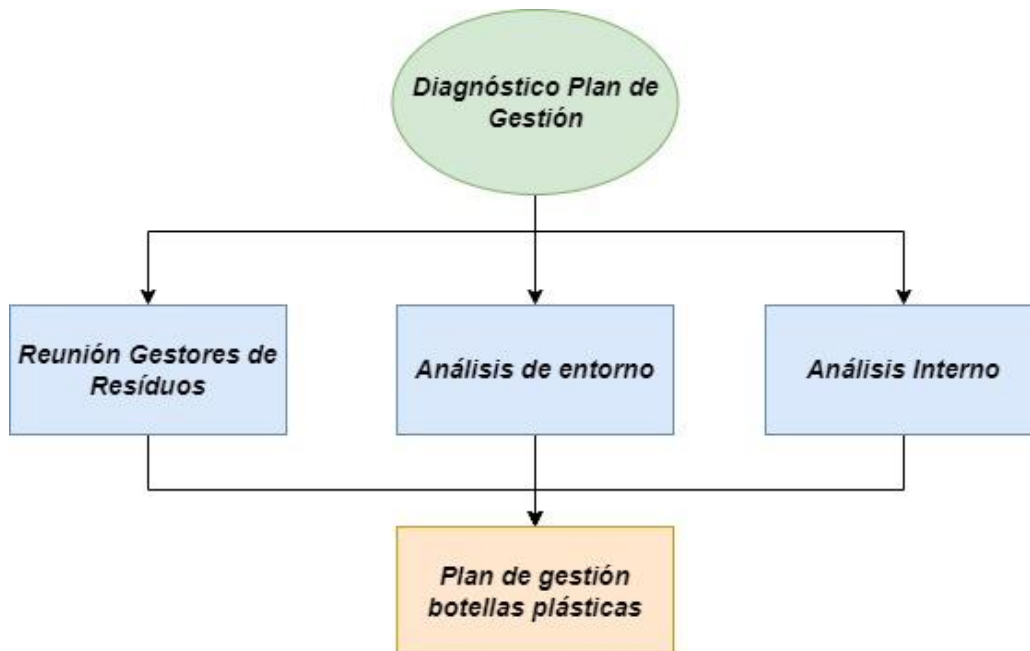 Diagnóstico Plan de
Gestión
Reunión Gestores de
Resíduos
Análisis de entorno
Análisis Interno
Plan de gestión
botellas plásticas